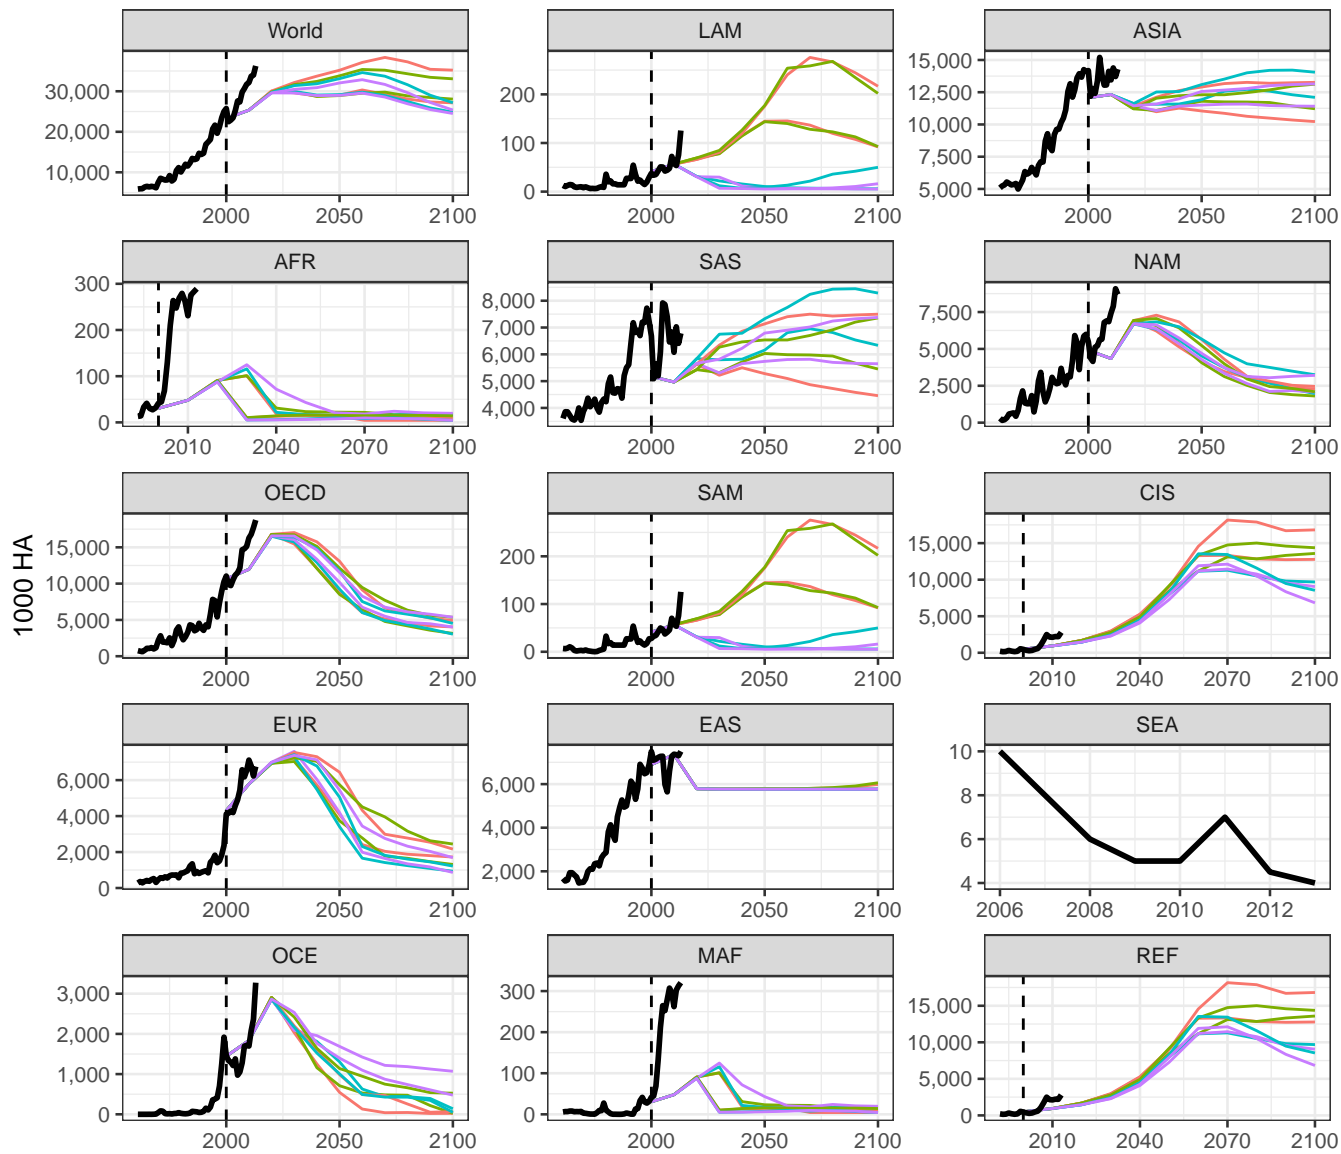 1000 HA
World
30,000
20,000
10,000
2000 2050 2100
LAM
200
100
0
2000 2050 2100
ASIA
15,000
12,500
10,000
7,500
5,000
2000 2050 2100
AFR
300
200
100
0
2010 2040 2070 2100
SAS
8,000
7,000
6,000
5,000
4,000
2000 2050 2100
NAM
7,500
5,000
2,500
0
2000 2050 2100
OECD
15,000
10,000
5,000
0
2000 2050 2100
SAM
200
100
0
2000 2050 2100
CIS
15,000
10,000
5,000
0
2010 2040 2070 2100
EUR
6,000
4,000
2,000
0
2000 2050 2100
EAS
6,000
4,000
2,000
2000 2050 2100
SEA
10
8
6
4
2006 2008 2010 2012
OCE
3,000
2,000
1,000
0
2000 2050 2100
MAF
300
200
100
0
2000 2050 2100
REF
15,000
10,000
5,000
0
2010 2040 2070 2100